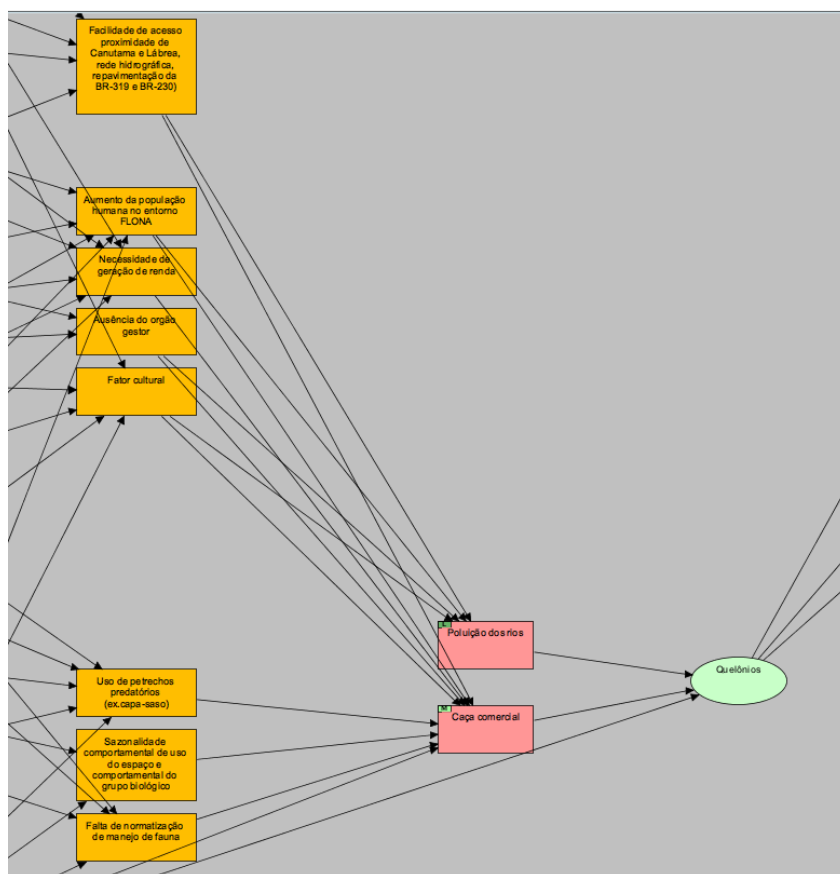 Facilidade de acesso
proximidade de
Canutama e Lábrea,
rede hidrográfica,
repavimentação da
BR-319 e BR-230)
Aumento da população
humana no entorno
FLONA
Necessidade de
geração de renda
Ausência do orgão
gestor
Fator cultural
L
Poluição dos rios
Quelônios
Uso de petrechos
predatórios
(ex.capa-saso)
M
Caça comercial
Sazonalidade
comportamental de uso
do espaço e
comportamental do
grupo biológico
Falta de normatização
de manejo de fauna